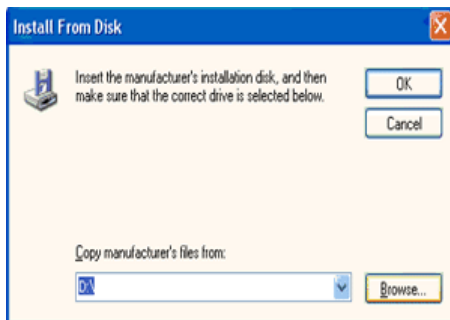 Install From Disk
Insert the manufacturer's installation disk, and then
make sure that the correct drive is selected below.
OK
Cancel
Copy manufacturer's files from:
D:\
Browse...